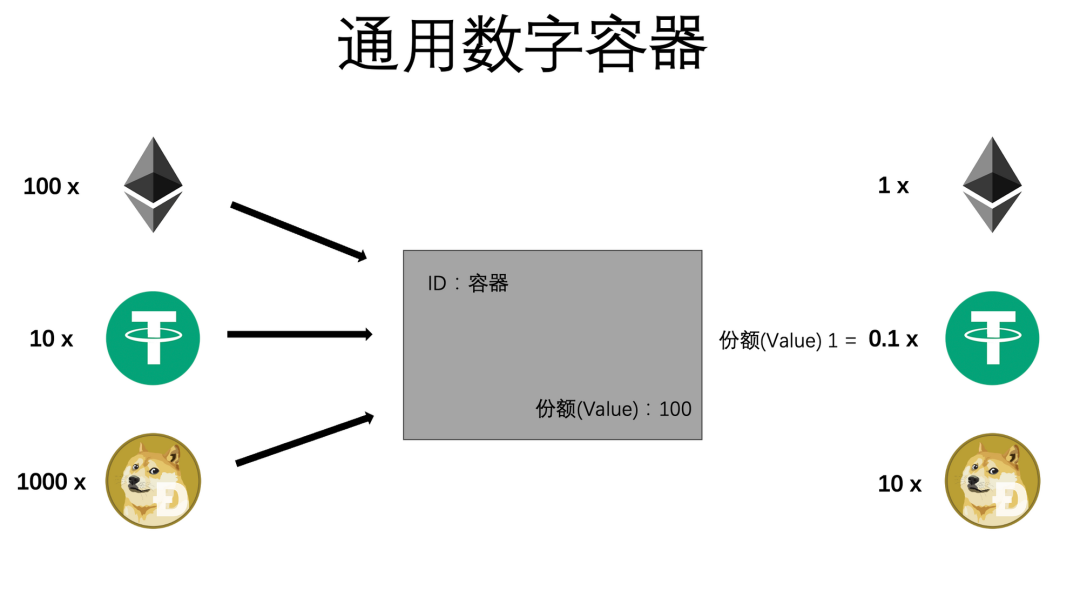 通用数字容器
100 x
10 x
1000 x
ID：容器
份额(Value)：100
份额(Value) 1 =
1 x
0.1 x
10 x